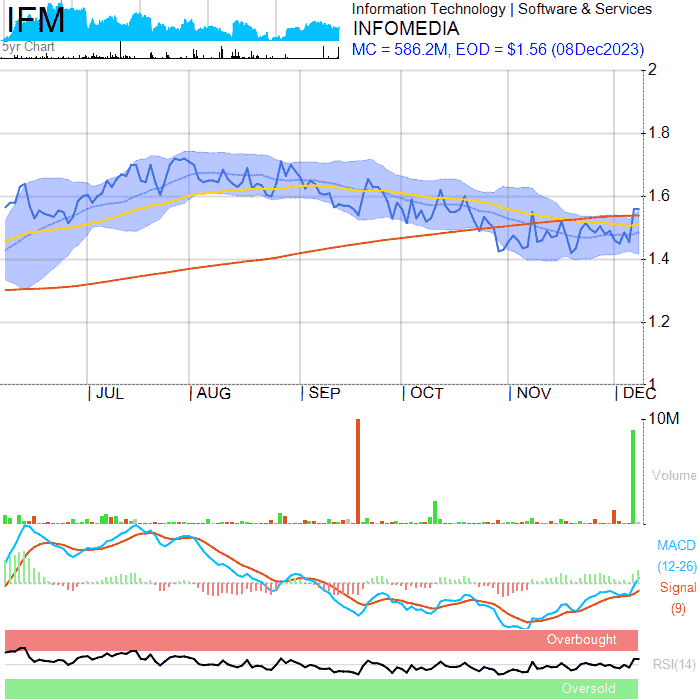 IFM
5yr Chart
Information Technology | Software & Services
INFOMEDIA
MC = 586.2M, EOD = $1.56 (08Dec2023)
2
1.8
1.6
1.4
1.2
1
JUL AUG SEP OCT NOV DEC
10M
Volume
MACD
(12-26)
Signal
(9)
Overbought
RSI(14)
Oversold